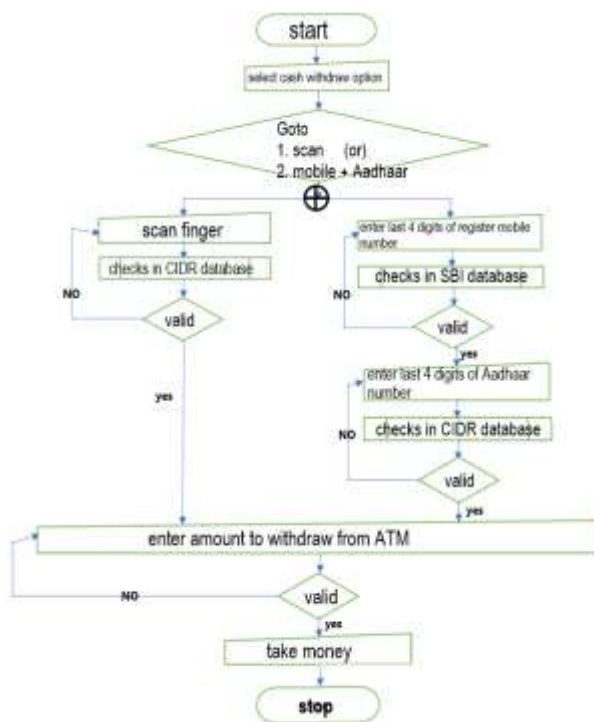 start
select cash withdraw option
Goto
1. scan (or)
2. mobile + Aadhaar
scan finger
checks in CIDR database
NO
valid
yes
enter last 4 digits of register mobile
number
checks in SBI database
NO
valid
yes
enter last 4 digits of Aadhaar
number
checks in CIDR database
NO
valid
yes
enter amount to withdraw from ATM
NO
valid
yes
take money
stop